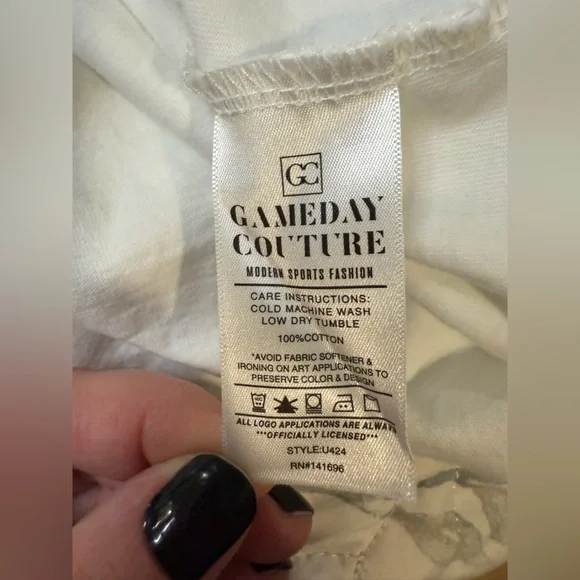 GC
GAMEDAY
COUTURE
MODERN SPORTS FASHION
CARE INSTRUCTIONS:
COLD MACHINE WASH
LOW DRY TUMBLE
100%COTTON
*AVOID FABRIC SOFTENER &
IRONING ON ART APPLICATIONS TO
PRESERVE COLOR & DESIGN
ALL LOGO APPLICATIONS ARE ALWAYS
***OFFICIALLY LICENSED***
STYLE:U424
RN#141696